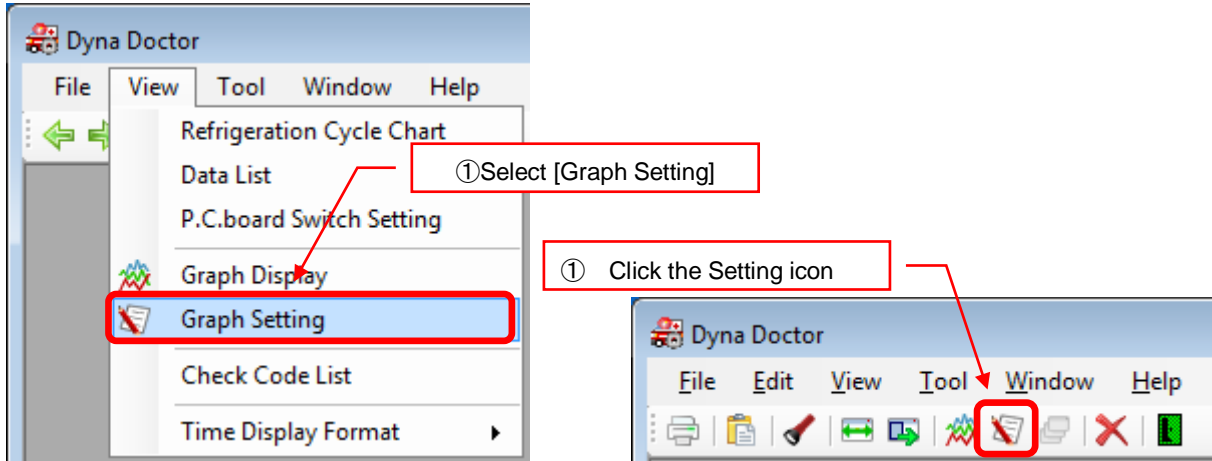 Dyna Doctor
File View Tool Window Help
Refrigeration Cycle Chart
Data List
①Select [Graph Setting]
P.C.board Switch Setting
Graph Display
① Click the Setting icon
Graph Setting
Dyna Doctor
Check Code List
File Edit View Tool Window Help
Time Display Format